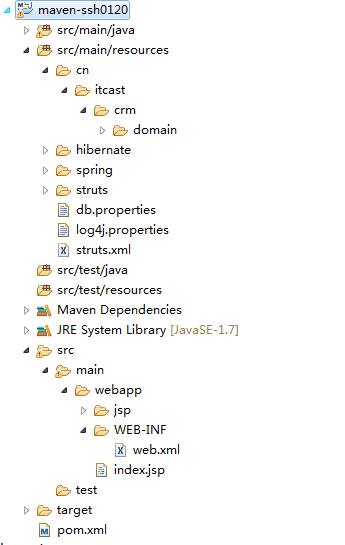 maven-ssh0120
src/main/java
src/main/resources
cn
itcast
crm
domain
hibernate
spring
struts
db.properties
log4j.properties
struts.xml
src/test/java
src/test/resources
Maven Dependencies
JRE System Library [JavaSE-1.7]
src
main
webapp
jsp
WEB-INF
web.xml
index.jsp
test
target
pom.xml